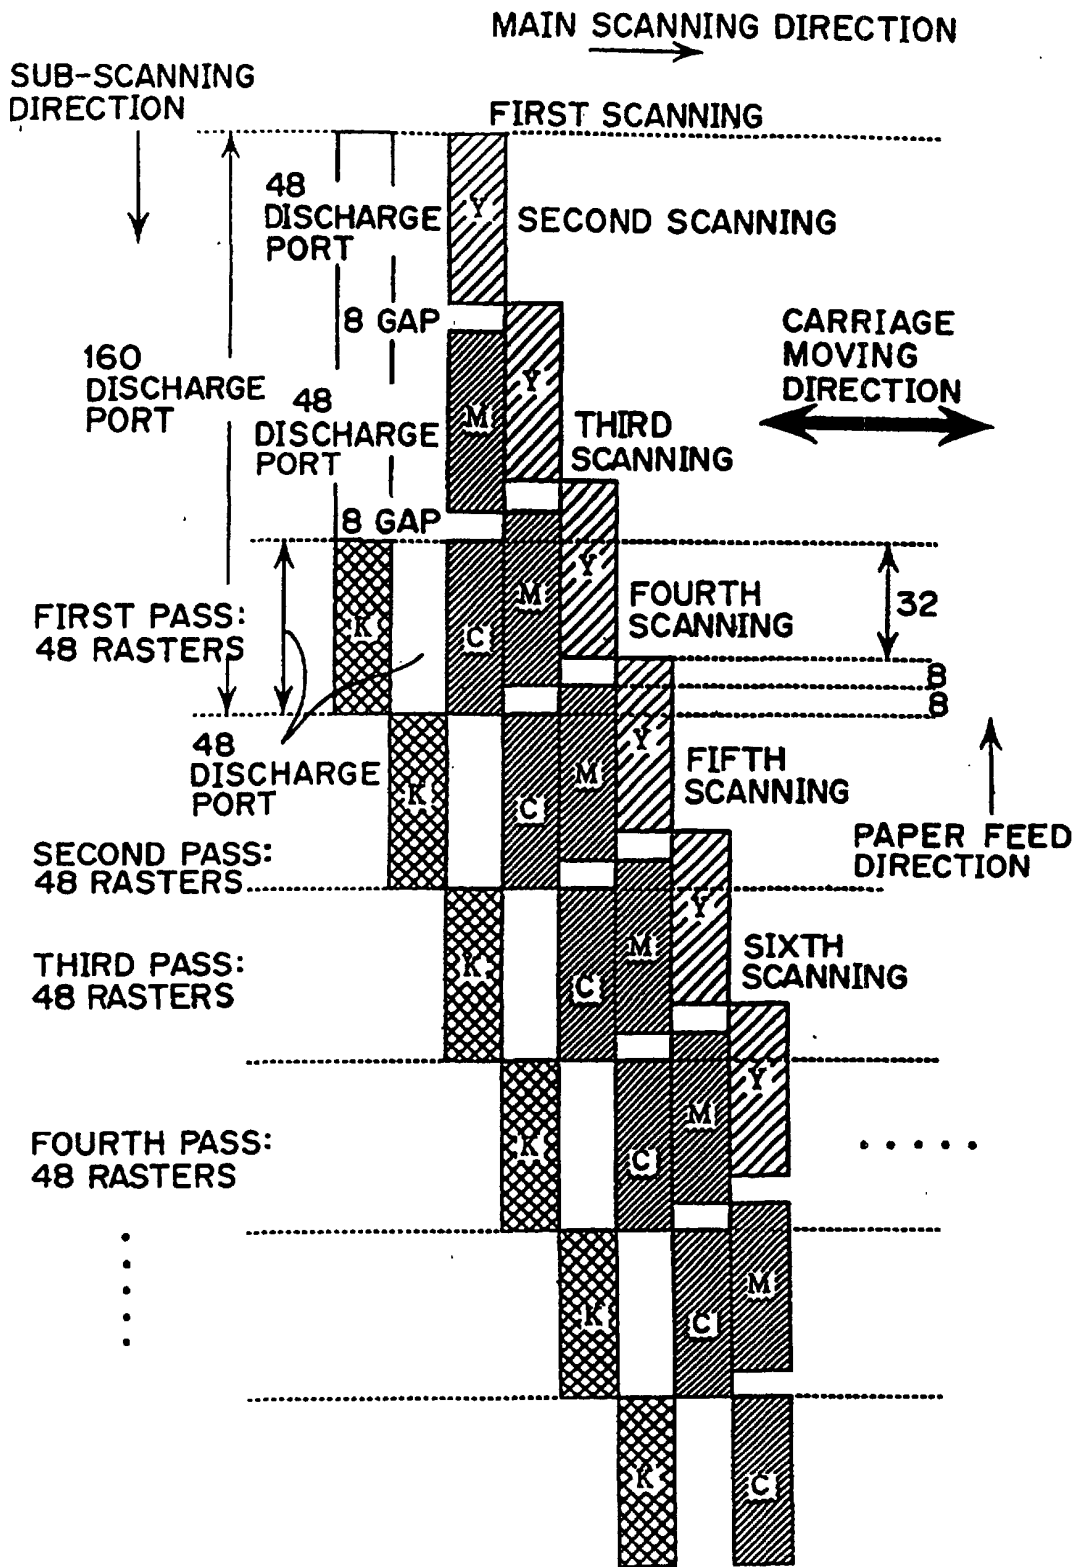 MAIN SCANNING DIRECTION
SUB-SCANNING
DIRECTION
FIRST SCANNING
48
DISCHARGE
PORT
Y
SECOND SCANNING
8 GAP
CARRIAGE
MOVING
DIRECTION
160
DISCHARGE
PORT
48
DISCHARGE
PORT
Y
M
THIRD
SCANNING
8 GAP
Y
M
FOURTH
SCANNING
32
FIRST PASS:
48 RASTERS
K
C
8
8
48
DISCHARGE
PORT
Y
M
C
K
FIFTH
SCANNING
PAPER FEED
DIRECTION
SECOND PASS:
48 RASTERS
Y
M
C
K
SIXTH
SCANNING
THIRD PASS:
48 RASTERS
Y
M
C
K
FOURTH PASS:
48 RASTERS
M
C
K
C
K